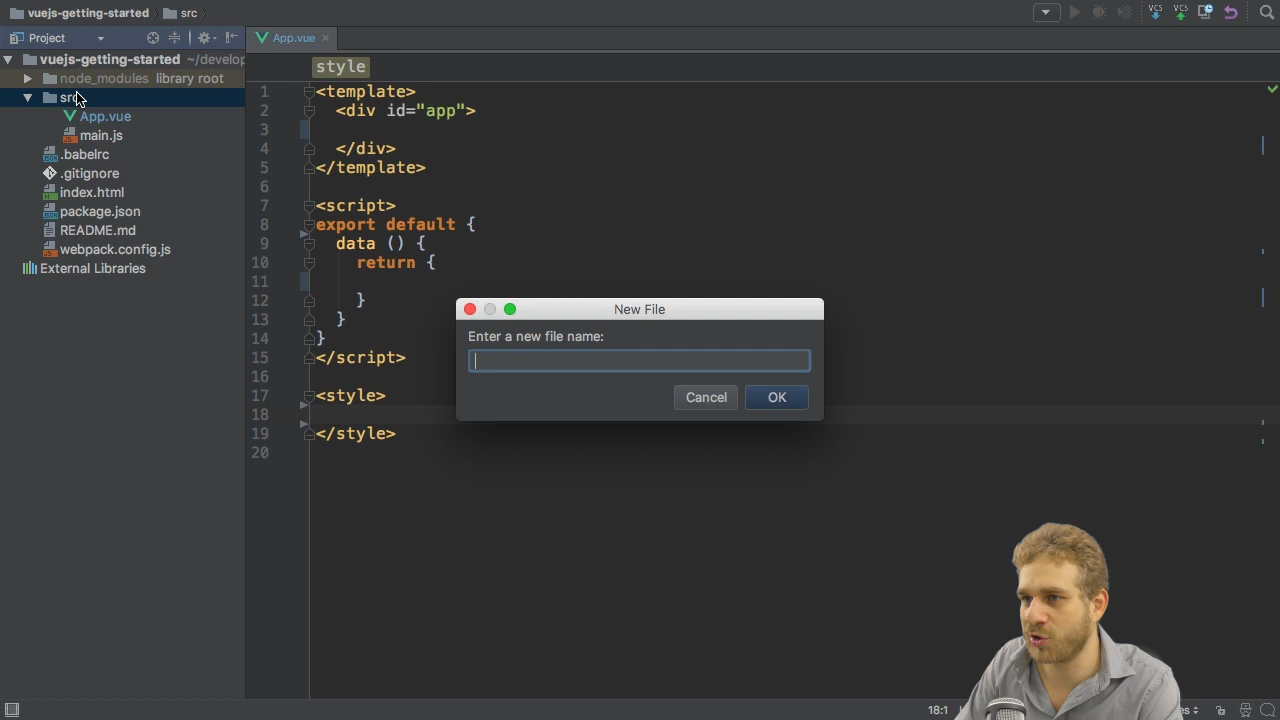 vuejs-getting-started
src
VCS
VCS
Project
App.vue
vuejs-getting-started ~/develop
node_modules library root
src
App.vue
main.js
.babelrc
.gitignore
index.html
package.json
README.md
webpack.config.js
External Libraries
style
1 <template>
2 <div id="app">
3
4 </div>
5 </template>
6
7 <script>
8 export default {
9 data () {
10 return {
11
12 }
13 }
14 }
15 </script>
16
17 <style>
18
19 </style>
20
New File
Enter a new file name:
Cancel
OK
18:1